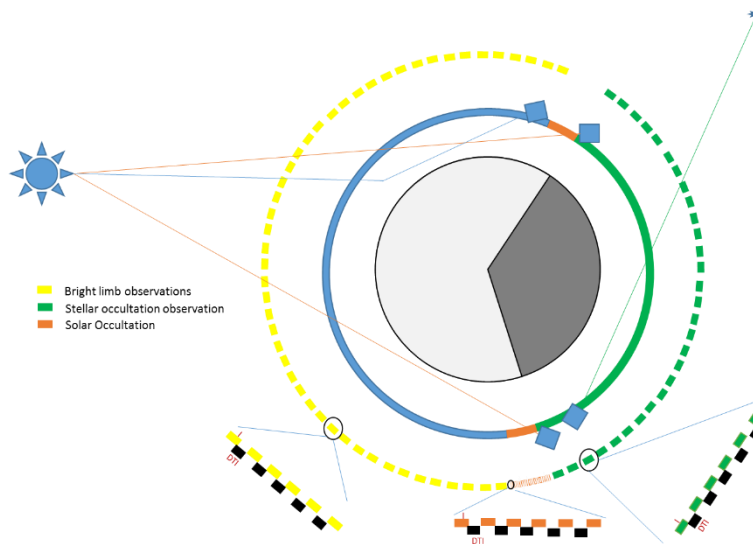 Bright limb observations
Stellar occultation observation
Solar Occultation
DTI
DTI
DTI